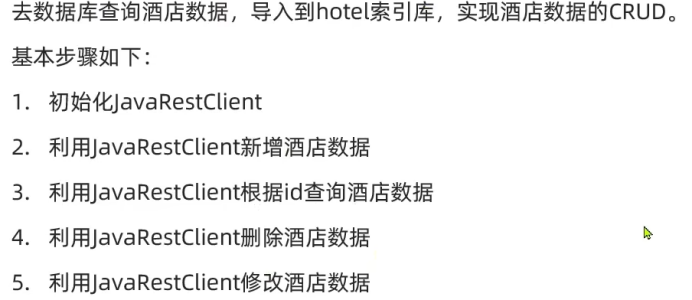 去数据库查询酒店数据，导入到hotel索引库，实现酒店数据的CRUD。
基本步骤如下：
1. 初始化JavaRestClient
2. 利用JavaRestClient新增酒店数据
3. 利用JavaRestClient根据id查询酒店数据
4. 利用JavaRestClient删除酒店数据
5. 利用JavaRestClient修改酒店数据